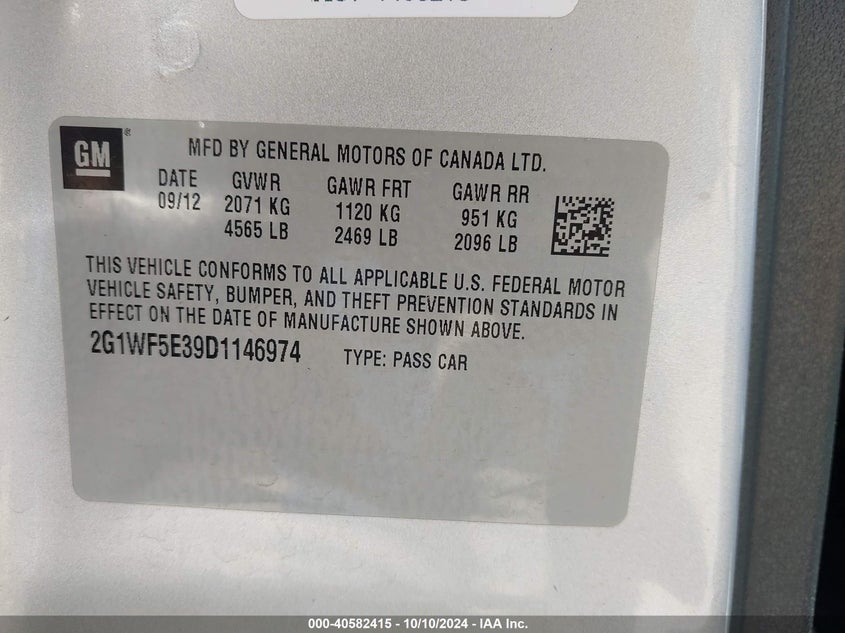 GM
MFD BY GENERAL MOTORS OF CANADA LTD.
DATE GVWR GAWR FRT GAWR RR
09/12 2071 KG 1120 KG 951 KG
4565 LB 2469 LB 2096 LB
THIS VEHICLE CONFORMS TO ALL APPLICABLE U.S. FEDERAL MOTOR
VEHICLE SAFETY, BUMPER, AND THEFT PREVENTION STANDARDS IN
EFFECT ON THE DATE OF MANUFACTURE SHOWN ABOVE.
2G1WF5E39D1146974 TYPE: PASS CAR
000-40582415 - 10/10/2024 - IAA Inc.